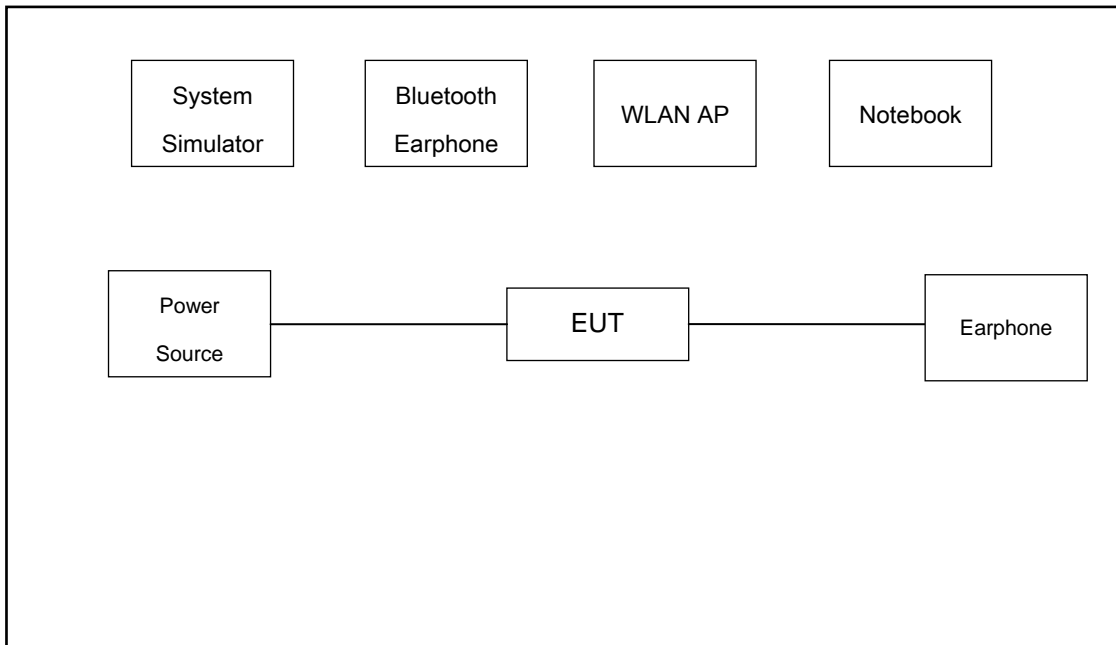 System
Simulator
Bluetooth
Earphone
WLAN AP
Notebook
Power
Source
EUT
Earphone